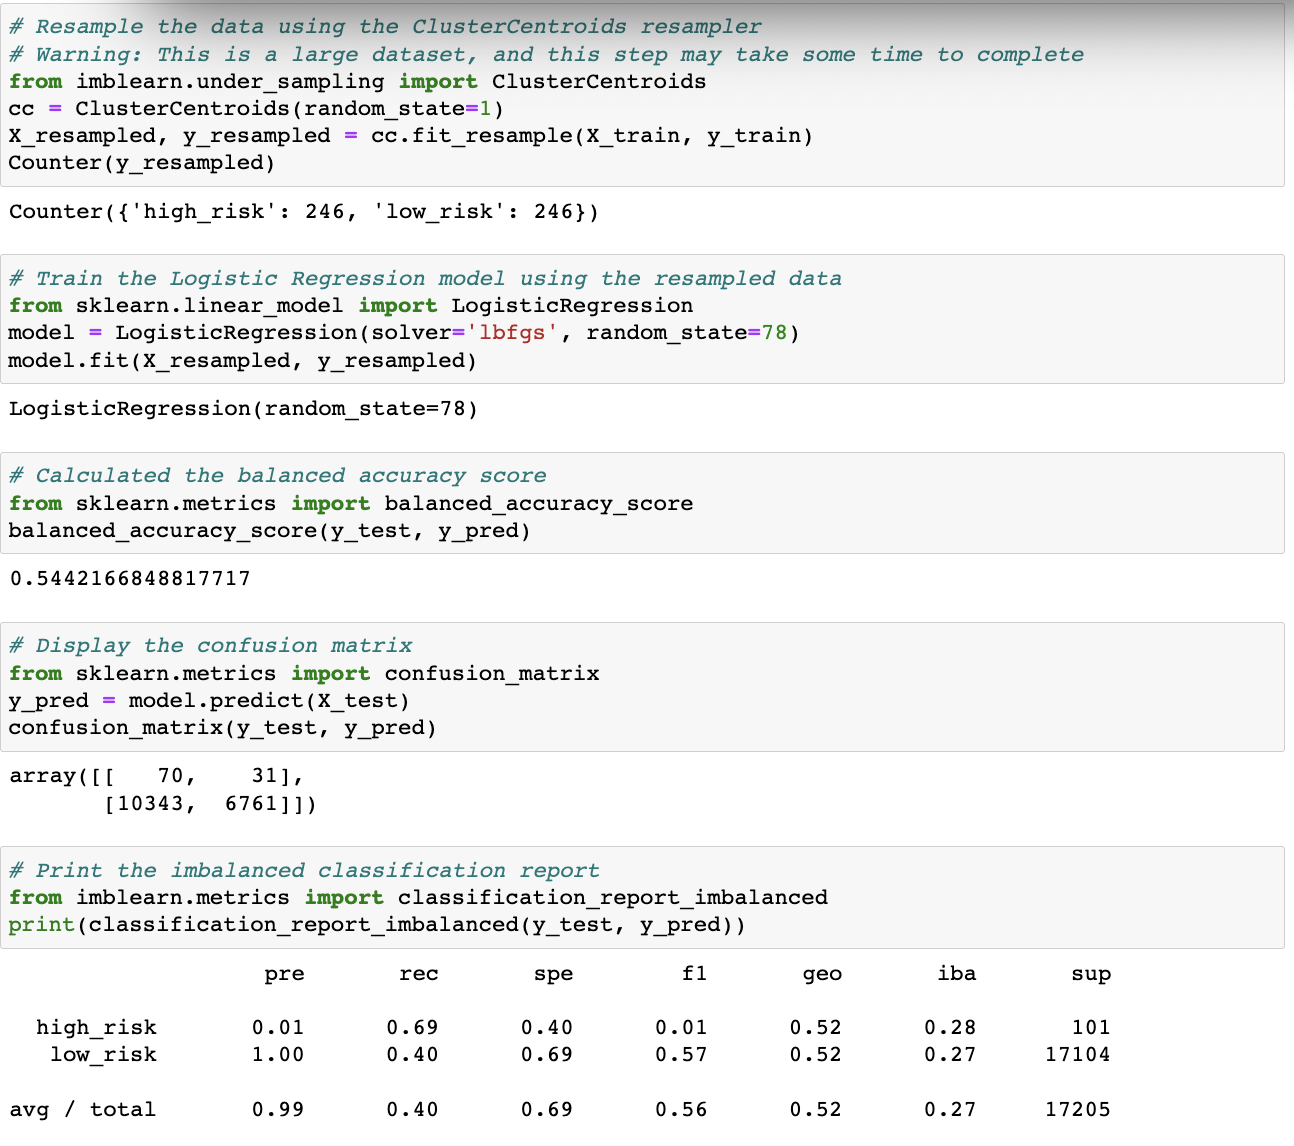 # Resample the data using the ClusterCentroids resampler
# Warning: This is a large dataset, and this step may take some time to complete
from imblearn.under_sampling import ClusterCentroids
cc = ClusterCentroids(random_state=1)
X_resampled, y_resampled = cc.fit_resample(X_train, y_train)
Counter(y_resampled)
Counter({'high_risk': 246, 'low_risk': 246})
# Train the Logistic Regression model using the resampled data
from sklearn.linear_model import LogisticRegression
model = LogisticRegression(solver='lbfgs', random_state=78)
model.fit(X_resampled, y_resampled)
LogisticRegression(random_state=78)
# Calculated the balanced accuracy score
from sklearn.metrics import balanced_accuracy_score
balanced_accuracy_score(y_test, y_pred)
0.5442166848817717
# Display the confusion matrix
from sklearn.metrics import confusion_matrix
y_pred = model.predict(X_test)
confusion_matrix(y_test, y_pred)
array([[   70,    31],
       [10343,  6761]])
# Print the imbalanced classification report
from imblearn.metrics import classification_report_imbalanced
print(classification_report_imbalanced(y_test, y_pred))
                   pre       rec       spe        f1       geo       iba       sup
  high_risk       0.01      0.69      0.40      0.01      0.52      0.28       101
   low_risk       1.00      0.40      0.69      0.57      0.52      0.27     17104
avg / total       0.99      0.40      0.69      0.56      0.52      0.27     17205